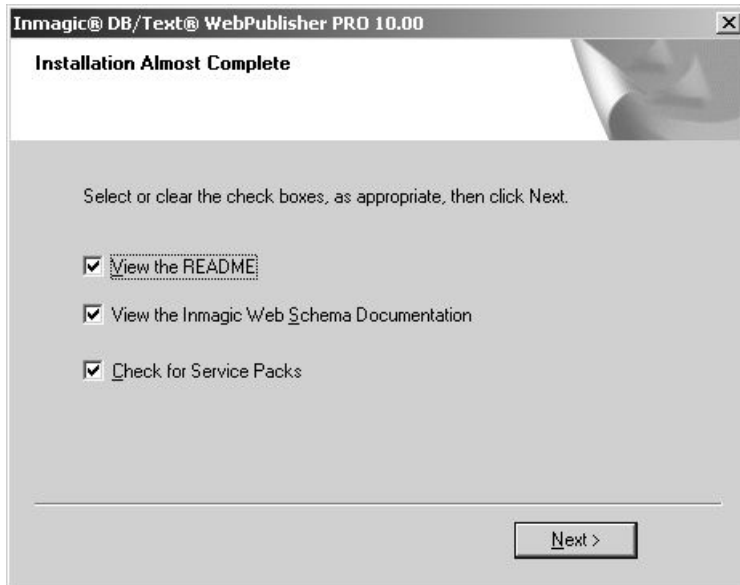 Inmagic® DB/Text® WebPublisher PRO 10.00
Installation Almost Complete
Select or clear the check boxes, as appropriate, then click Next.
View the README
View the Inmagic Web Schema Documentation
Check for Service Packs
Next >